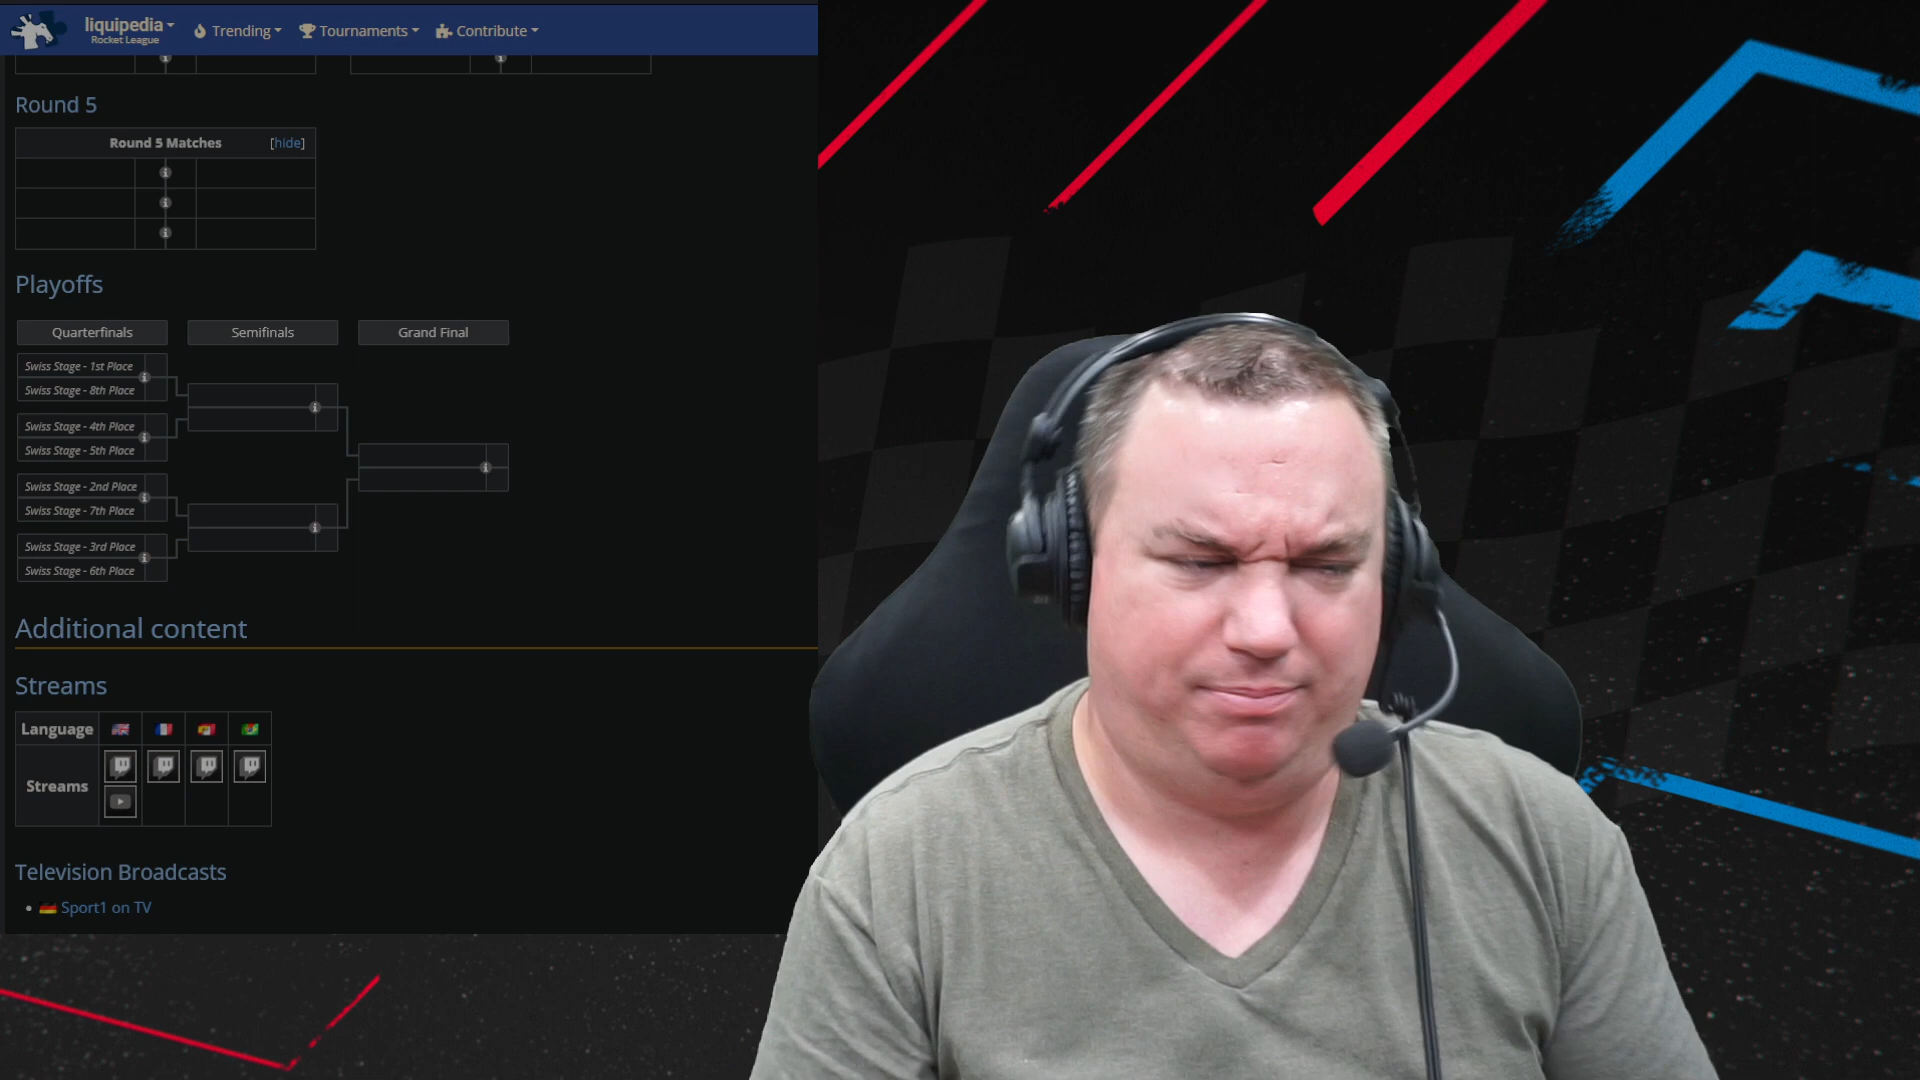 liquipedia
Rocket League
Trending
Tournaments
Contribute
Round 5
Round 5 Matches [hide]
Playoffs
Quarterfinals Semifinals Grand Final
Swiss Stage - 1st Place
Swiss Stage - 8th Place
Swiss Stage - 4th Place
Swiss Stage - 5th Place
Swiss Stage - 2nd Place
Swiss Stage - 7th Place
Swiss Stage - 3rd Place
Swiss Stage - 6th Place
Additional content
Streams
Language
Streams
Television Broadcasts
Sport1 on TV